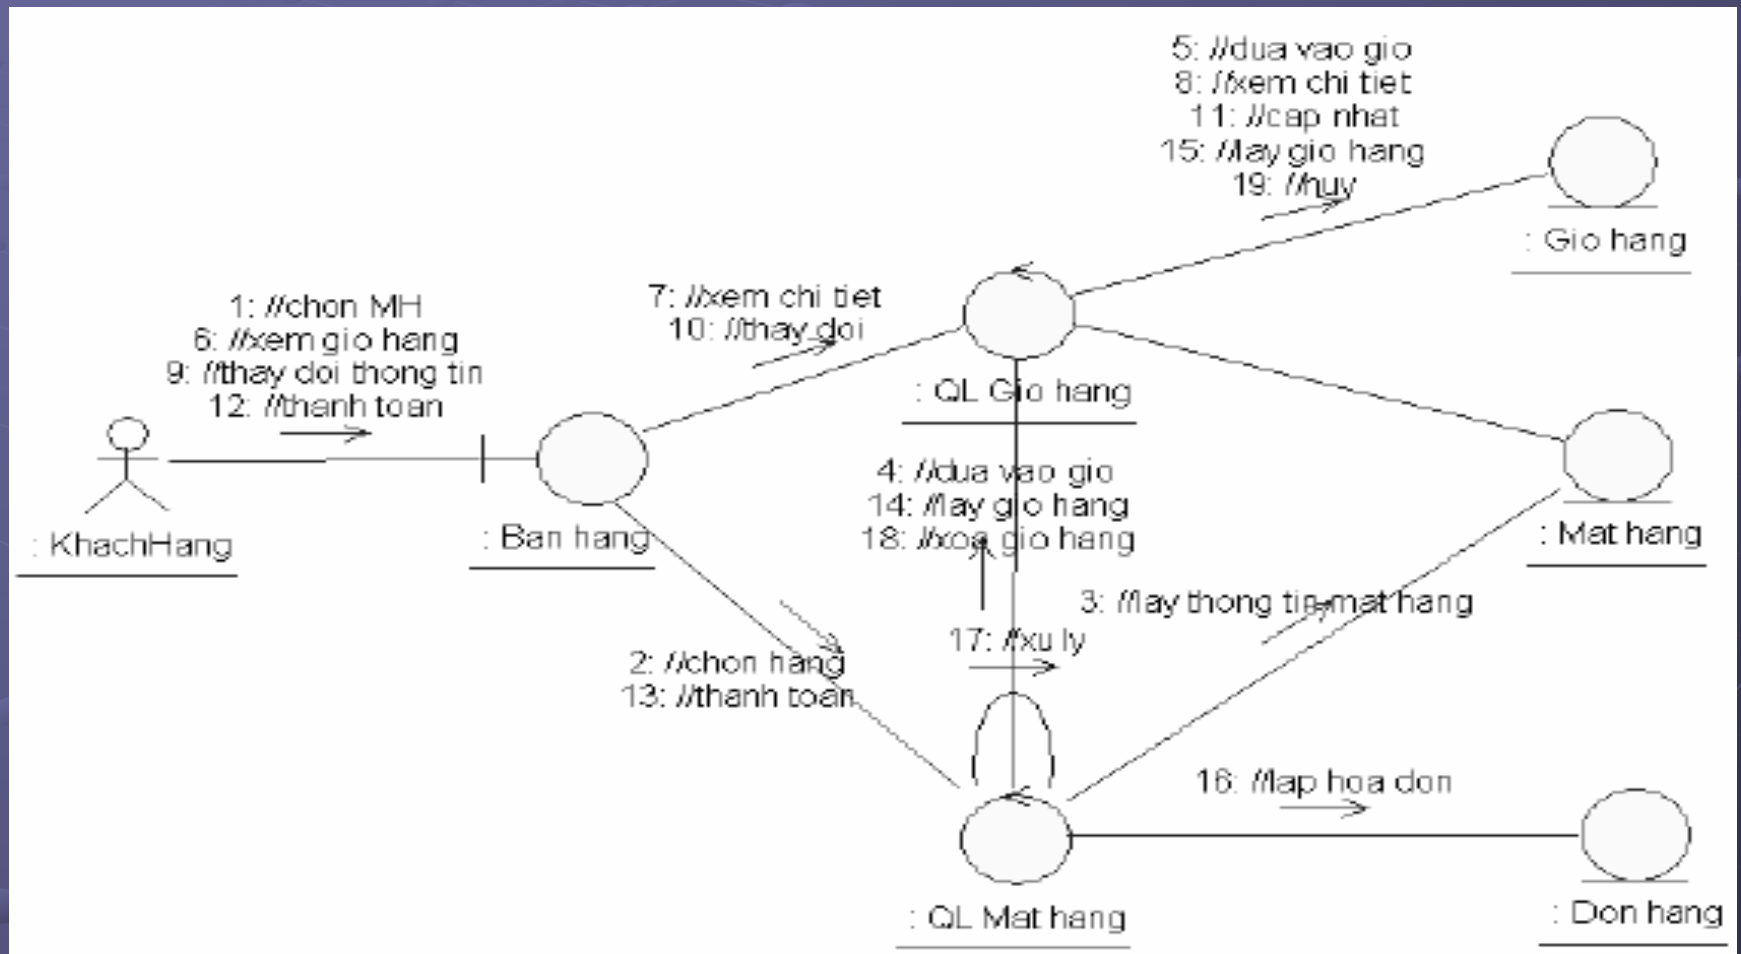 5: //dua vao gio
8: //xem chi tiet
11: //cap nhat
15: //lay gio hang
19: //huy
: Gio hang
1: //chon MH
6: //xem gio hang
9: //thay doi thong tin
12: //thanh toan
7: //xem chi tiet
10: //thay doi
: QL Gio hang
: KhachHang
: Ban hang
4: //dua vao gio
14: //lay gio hang
18: //xoa gio hang
: Mat hang
3: //lay thong tin mat hang
17: //xu ly
2: //chon hang
13: //thanh toan
16: //lap hoa don
: QL Mat hang
: Don hang